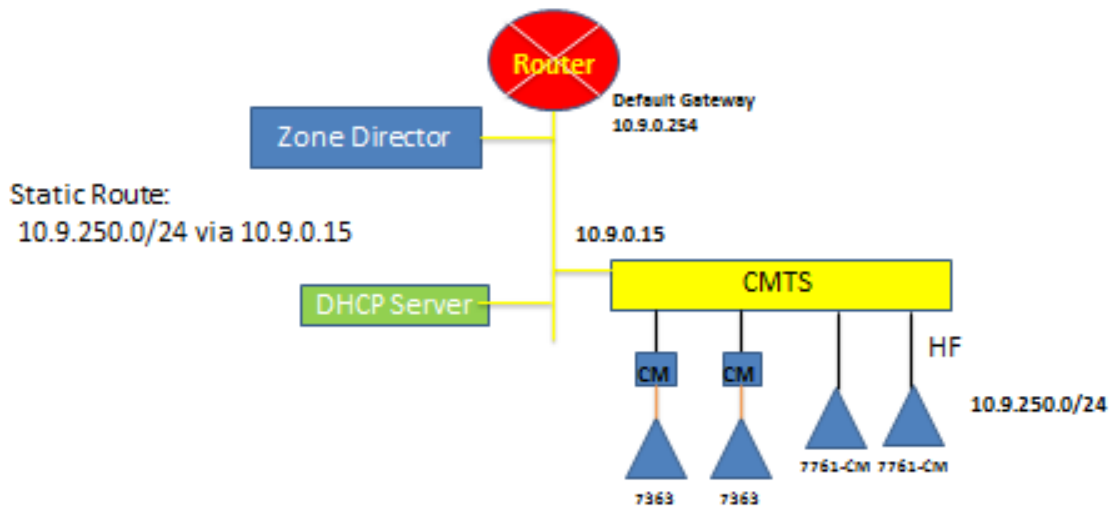 Router
Default Gateway
10.9.0.254
Zone Director
Static Route:
10.9.250.0/24 via 10.9.0.15
10.9.0.15
CMTS
DHCP Server
HF
CM
CM
10.9.250.0/24
7761-CM
7761-CM
7363
7363